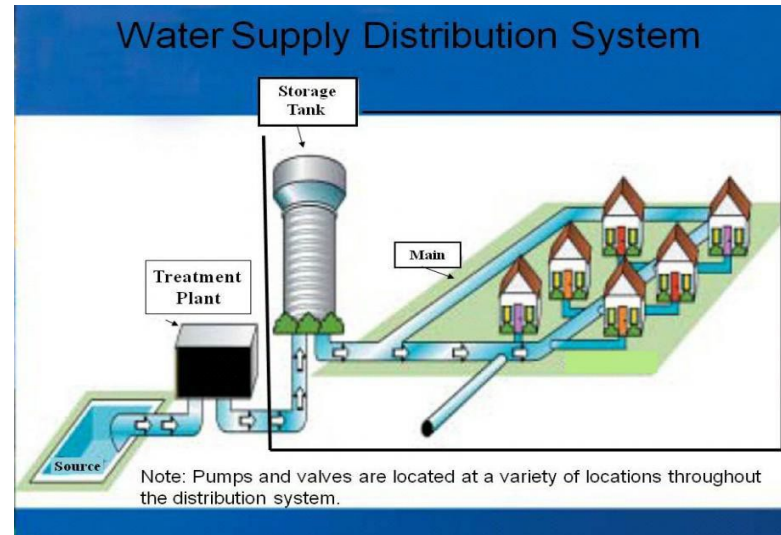 Water Supply Distribution System
Storage
Tank
Main
Treatment
Plant
Source
Note: Pumps and valves are located at a variety of locations throughout
the distribution system.